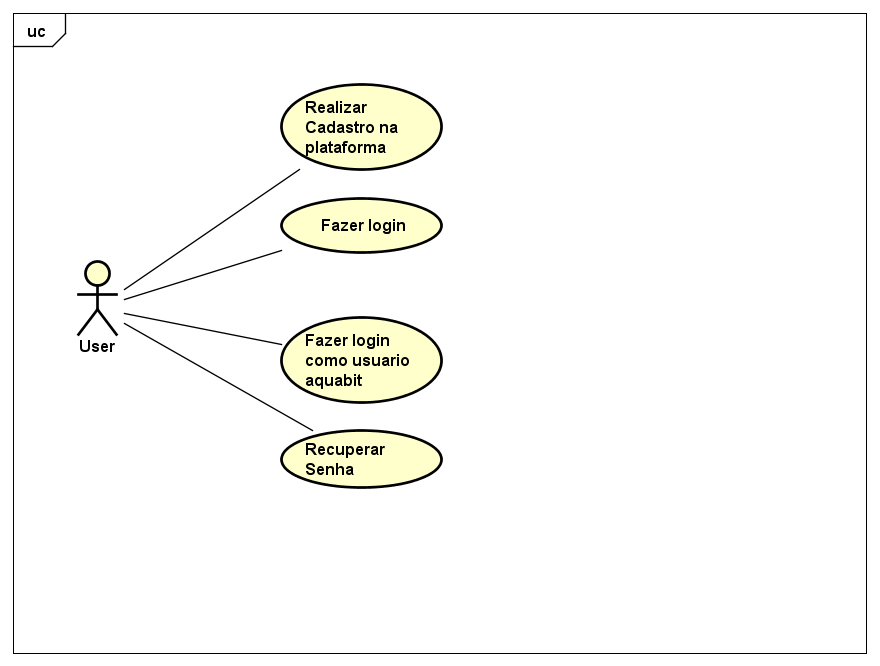 uc
Realizar
Cadastro na
plataforma
Fazer login
User
Fazer login
como usuario
aquabit
Recuperar
Senha